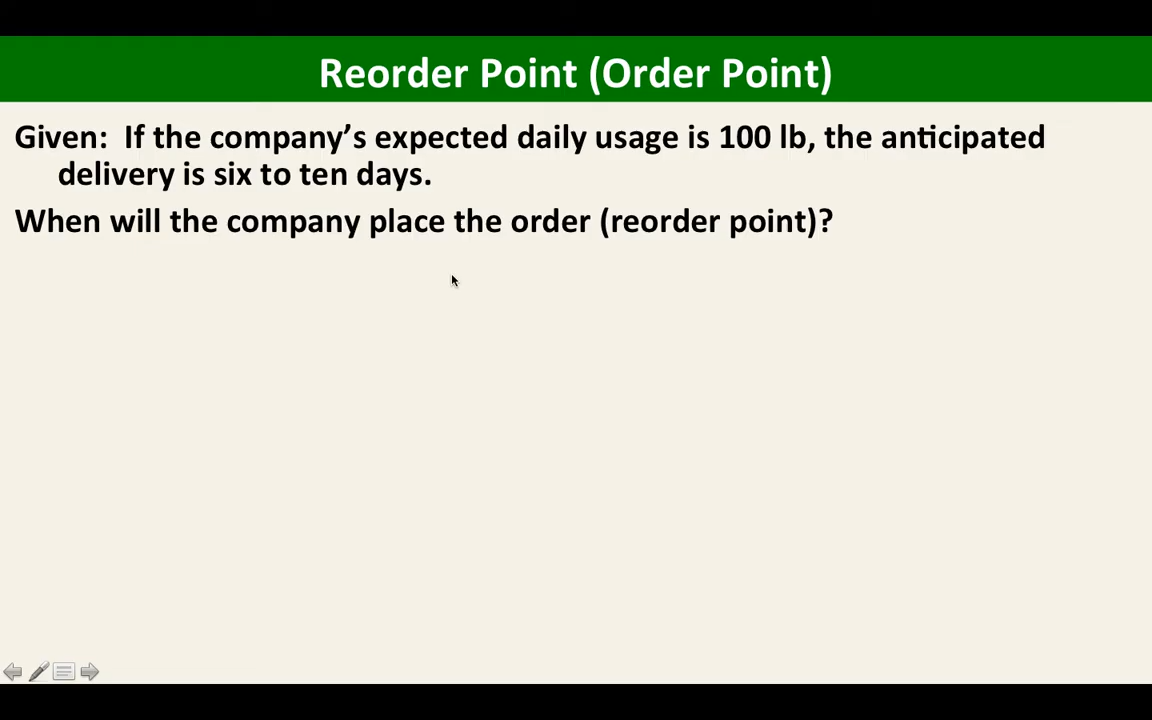 Reorder Point (Order Point)
Given:  If the company’s expected daily usage is 100 lb, the anticipated
delivery is six to ten days.
When will the company place the order (reorder point)?